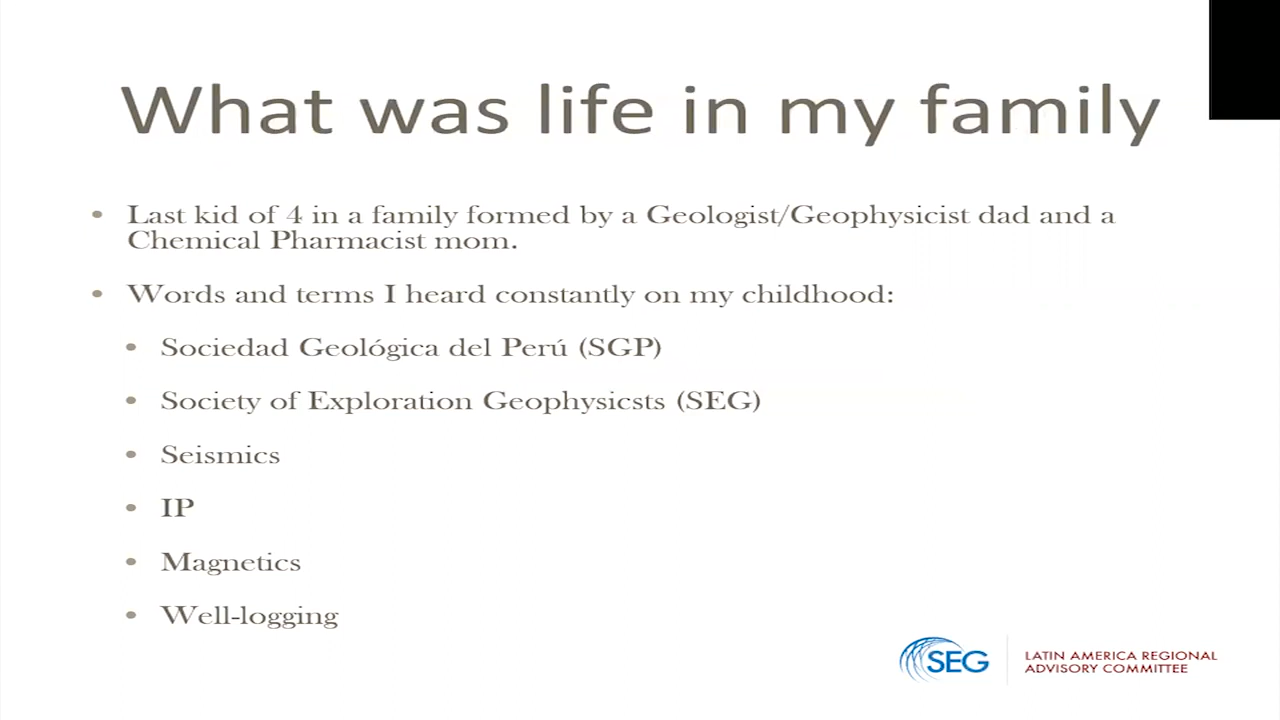 What was life in my family
• Last kid of 4 in a family formed by a Geologist/Geophysicist dad and a
Chemical Pharmacist mom.
• Words and terms I heard constantly on my childhood:
• Sociedad Geológica del Perú (SGP)
• Society of Exploration Geophysicsts (SEG)
• Seismics
• IP
• Magnetics
• Well-logging
SEG
LATIN AMERICA REGIONAL
ADVISORY COMMITTEE